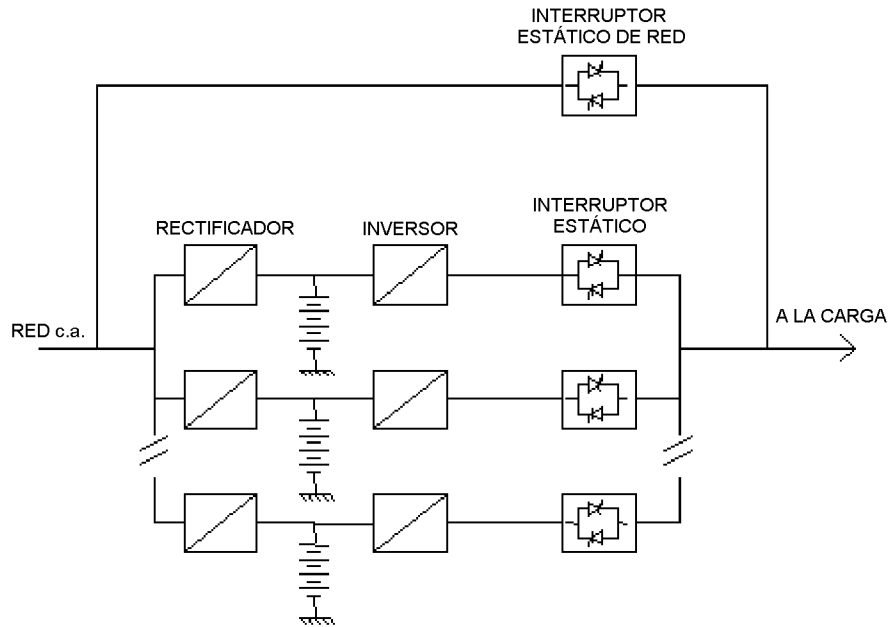 INTERRUPTOR
ESTÁTICO DE RED
RECTIFICADOR
INVERSOR
INTERRUPTOR
ESTÁTICO
RED c.a.
A LA CARGA